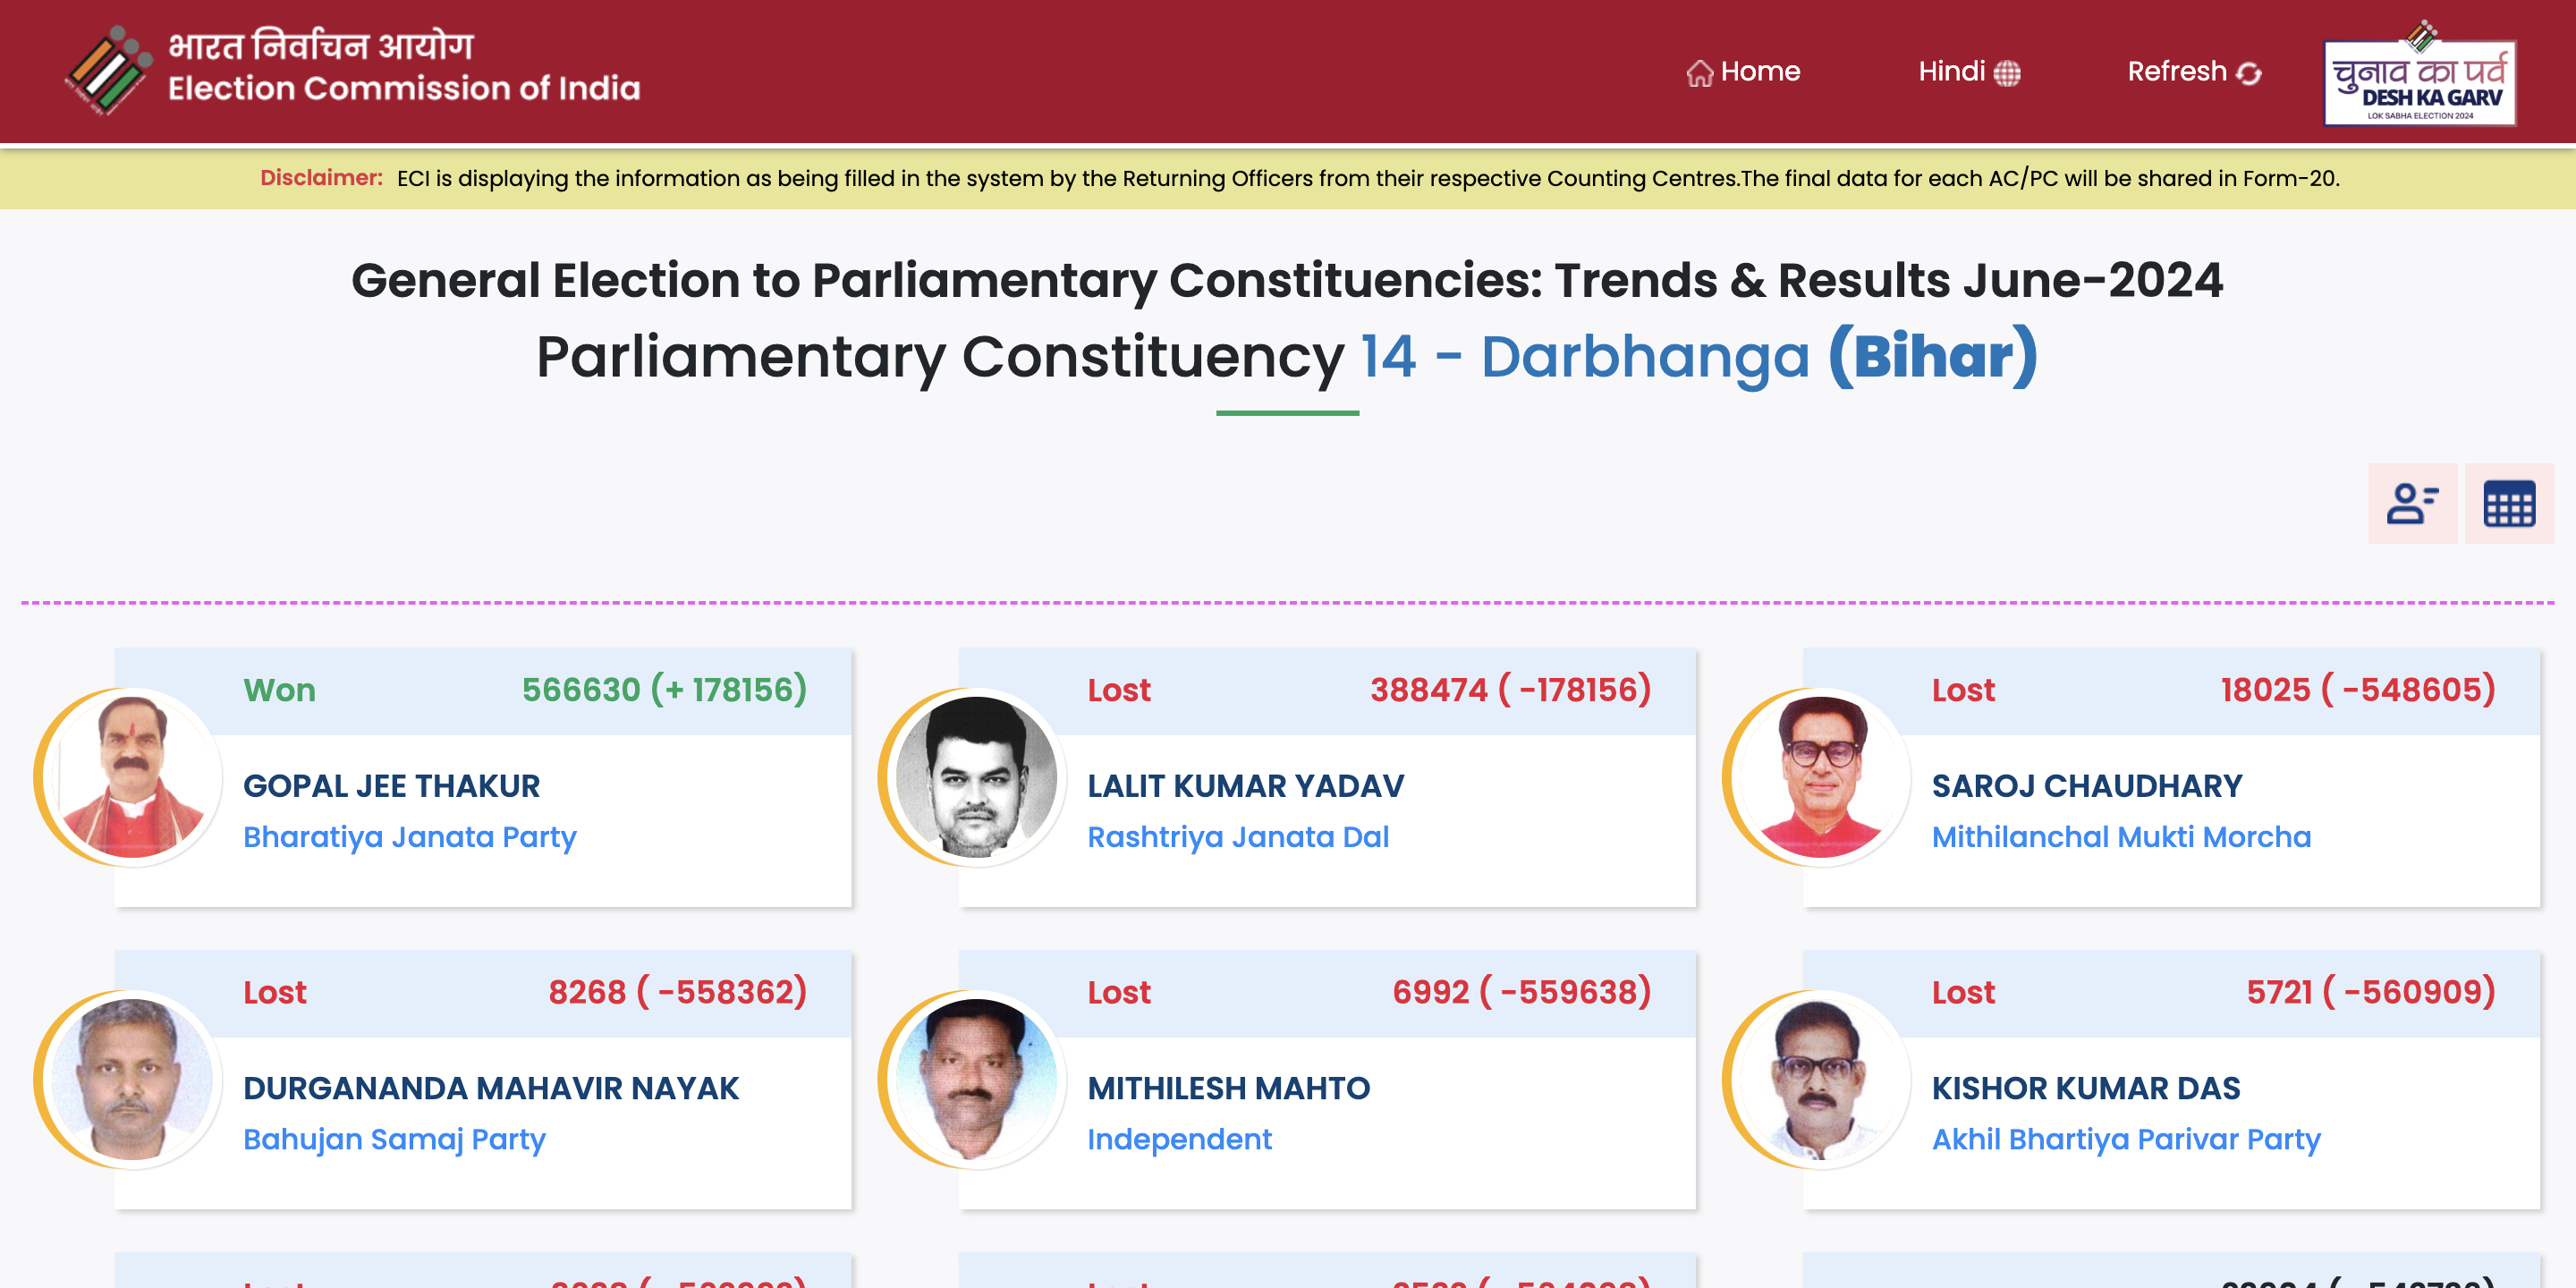 भारत निर्वाचन आयोग
Election Commission of India
Home
Hindi
Refresh
चुनाव का पर्व
DESH KA GARV
LOK SABHA ELECTION 2024
Disclaimer: ECI is displaying the information as being filled in the system by the Returning Officers from their respective Counting Centres.The final data for each AC/PC will be shared in Form-20.
General Election to Parliamentary Constituencies: Trends & Results June-2024
Parliamentary Constituency 14 - Darbhanga (Bihar)
Won 566630 (+ 178156)
GOPAL JEE THAKUR
Bharatiya Janata Party
Lost 388474 ( -178156)
LALIT KUMAR YADAV
Rashtriya Janata Dal
Lost 18025 ( -548605)
SAROJ CHAUDHARY
Mithilanchal Mukti Morcha
Lost 8268 ( -558362)
DURGANANDA MAHAVIR NAYAK
Bahujan Samaj Party
Lost 6992 ( -559638)
MITHILESH MAHTO
Independent
Lost 5721 ( -560909)
KISHOR KUMAR DAS
Akhil Bhartiya Parivar Party